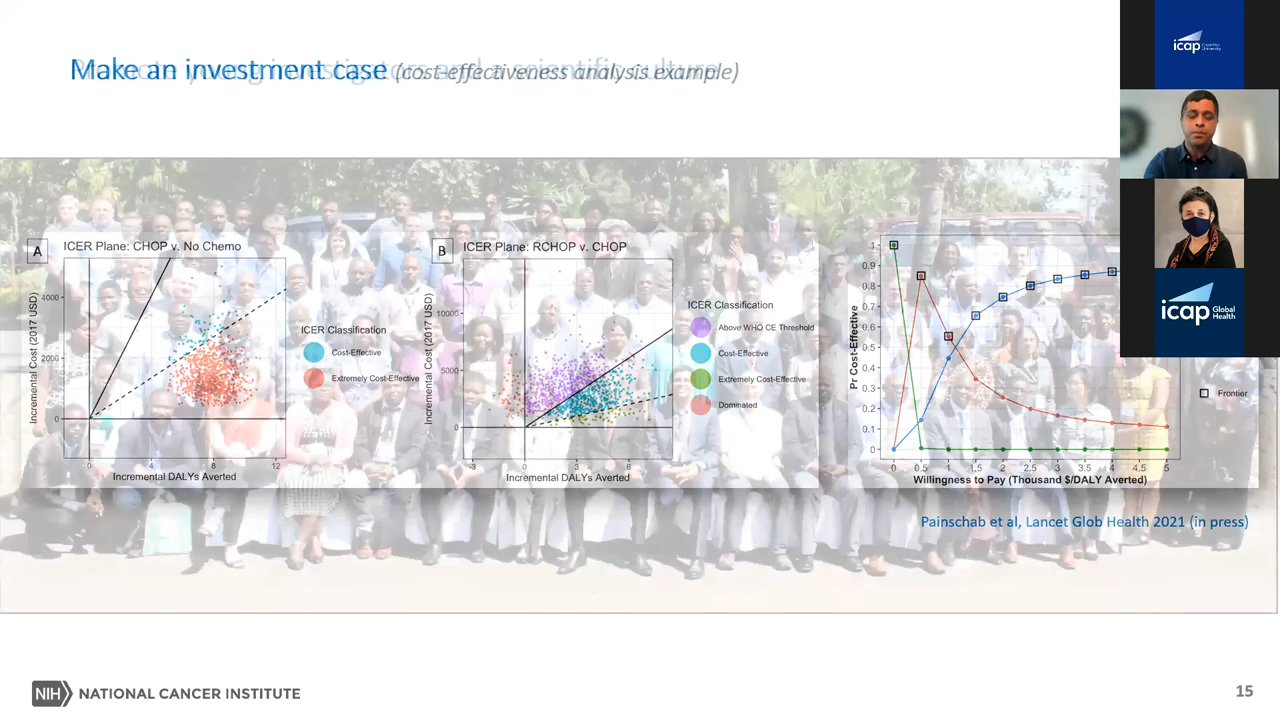 Make an investment case (cost-effectiveness analysis example)
icap Columbia University
A
ICER Plane: CHOP v. No Chemo
Incremental Cost (2017 USD)
4000
2000
0
0 4 8 12
Incremental DALYs Averted
ICER Classification
Cost-Effective
Extremely Cost-Effective
B
ICER Plane: RCHOP v. CHOP
Incremental Cost (2017 USD)
10000
5000
0
-3 0 3 6
Incremental DALYs Averted
ICER Classification
Above WHO CE Threshold
Cost-Effective
Extremely Cost-Effective
Dominated
Pr Cost-Effective
1
0.9
0.8
0.7
0.6
0.5
0.4
0.3
0.2
0.1
0
0 0.5 1 1.5 2 2.5 3 3.5 4 4.5 5
Willingness to Pay (Thousand $/DALY Averted)
Frontier
icap Global Health
Painschab et al, Lancet Glob Health 2021 (in press)
NIH NATIONAL CANCER INSTITUTE
15